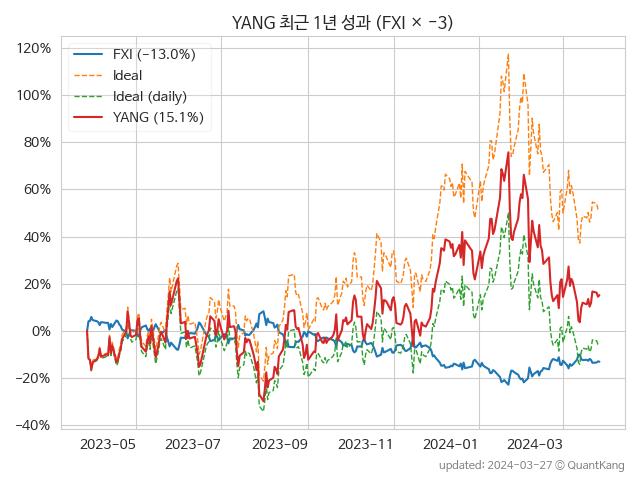 YANG 최근 1년 성과 (FXI × -3)
FXI (-13.0%)
Ideal
Ideal (daily)
YANG (15.1%)
120%
100%
80%
60%
40%
20%
0%
-20%
-40%
2023-05 2023-07 2023-09 2023-11 2024-01 2024-03
updated: 2024-03-27 © QuantKang